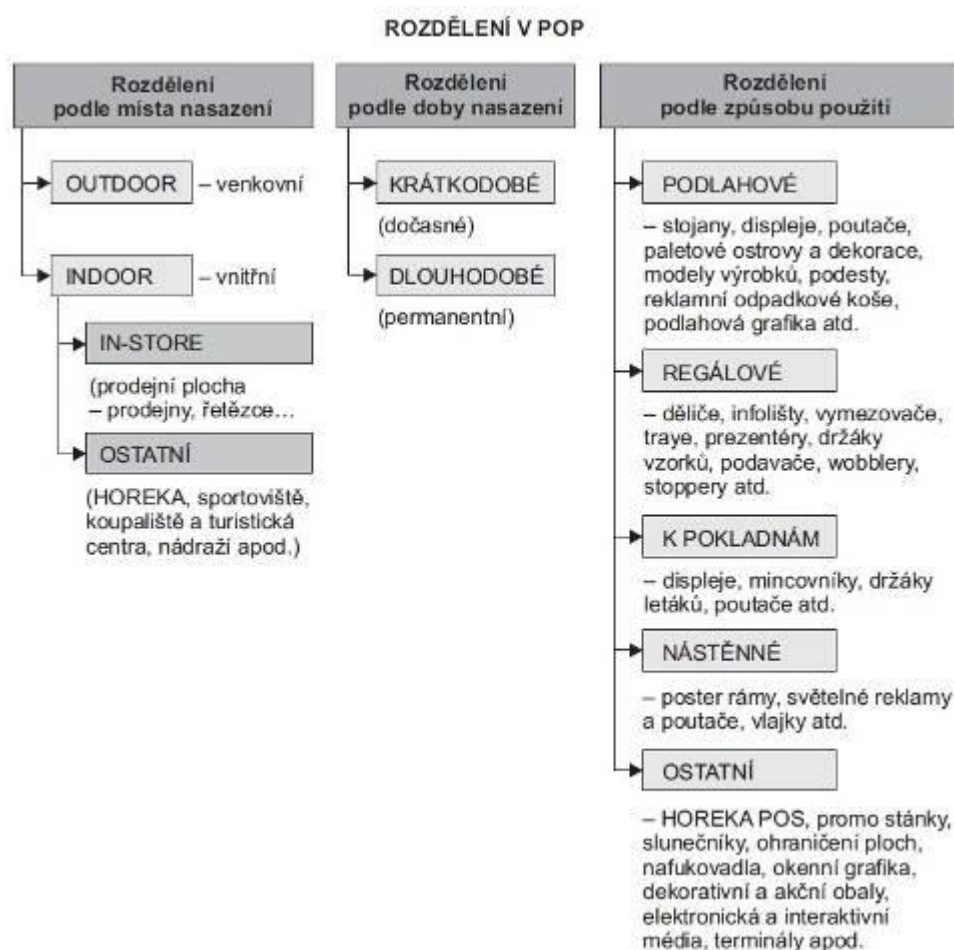 ROZDĚLENÍ V POP
Rozdělení
podle místa nasazení
OUTDOOR – venkovní
INDOOR – vnitřní
IN-STORE
(prodejní plocha
– prodejny, řetězce…
OSTATNÍ
(HOREKA, sportoviště,
koupaliště a turistická
centra, nádraží apod.)
Rozdělení
podle doby nasazení
KRÁTKODOBÉ
(dočasné)
DLOUHODOBÉ
(permanentní)
Rozdělení
podle způsobu použití
PODLAHOVÉ
– stojany, displeje, poutače,
paletové ostrovy a dekorace,
modely výrobků, podesty,
reklamní odpadkové koše,
podlahová grafika atd.
REGÁLOVÉ
– děliče, infolišty, vymezovače,
traye, prezentéry, držáky
vzorků, podavače, wobblery,
stoppery atd.
K POKLADNÁM
– displeje, mincovníky, držáky
letáků, poutače atd.
NÁSTĚNNÉ
– poster rámy, světelné reklamy
a poutače, vlajky atd.
OSTATNÍ
– HOREKA POS, promo stánky,
slunečníky, ohraničení ploch,
nafukovadla, okenní grafika,
dekorativní a akční obaly,
elektronická a interaktivní
média, terminály apod.